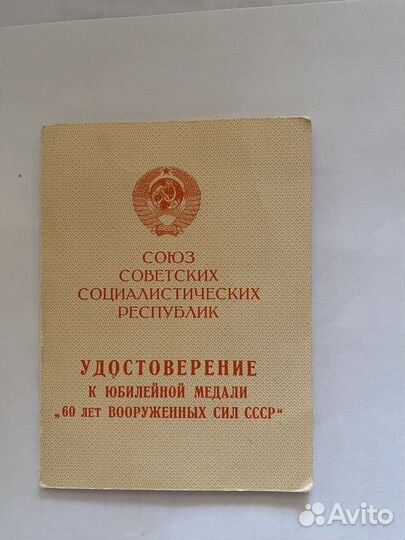 СОЮЗ
СОВЕТСКИХ
СОЦИАЛИСТИЧЕСКИХ
РЕСПУБЛИК
УДОСТОВЕРЕНИЕ
К ЮБИЛЕЙНОЙ МЕДАЛИ
„60 лет ВООРУЖЕННЫХ СИЛ СССР“
Avito